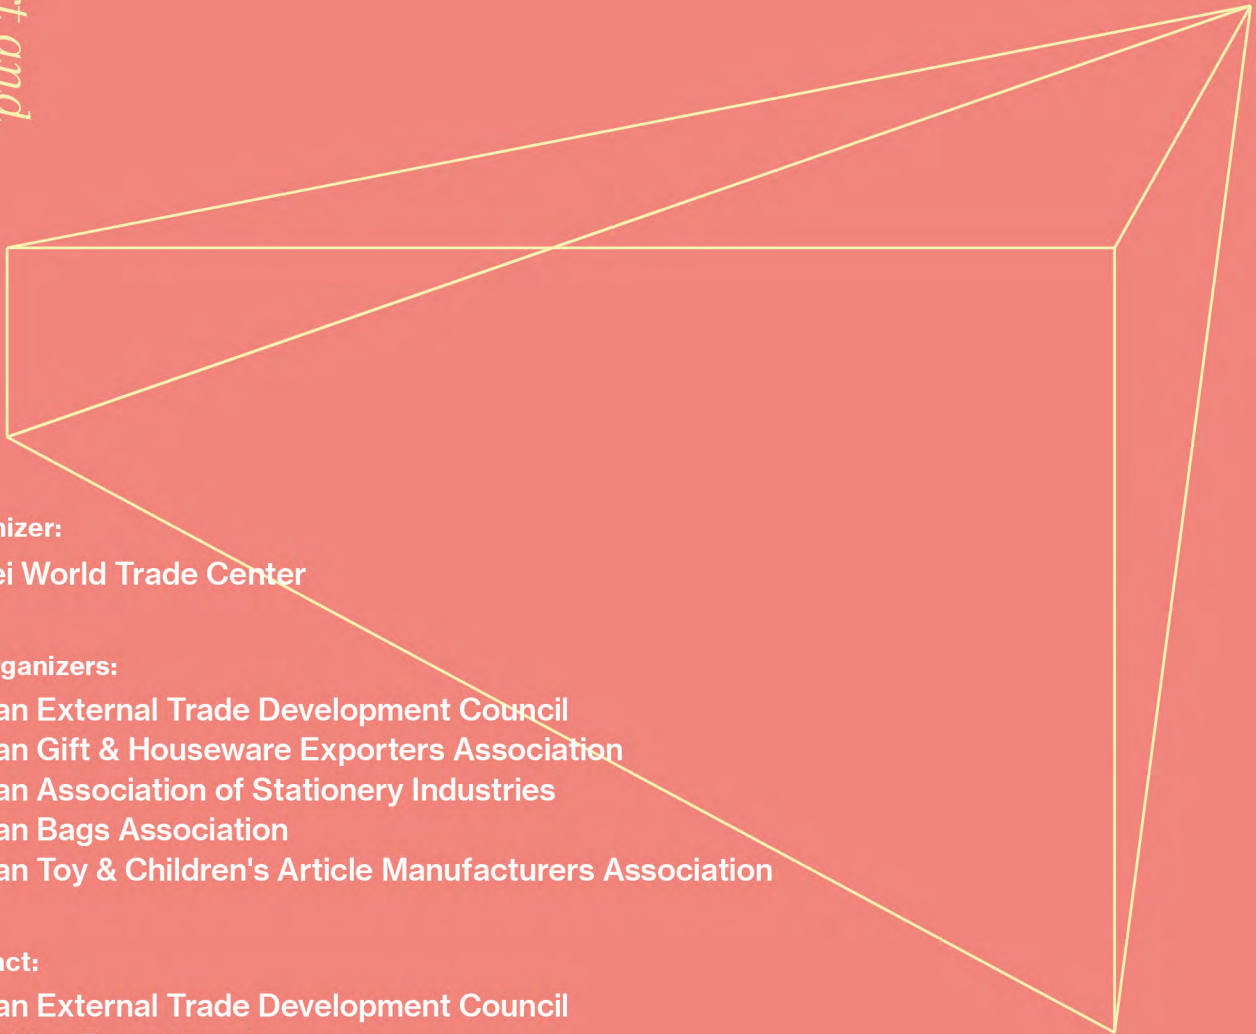 and
nizer:
ei World Trade Center
ganizers:
an External Trade Development Council
an Gift & Houseware Exporters Association
an Association of Stationery Industries
an Bags Association
an Toy & Children's Article Manufacturers Association
act:
an External Trade Development Council